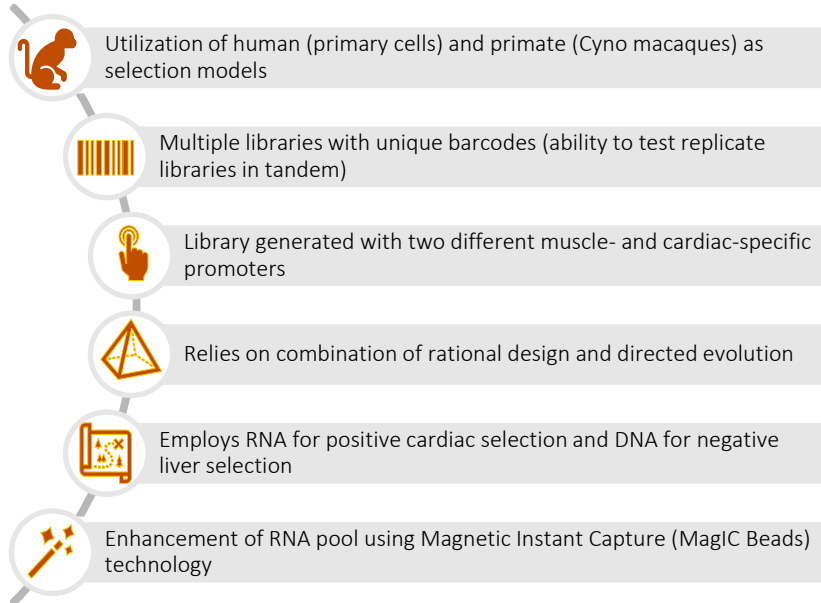 Utilization of human (primary cells) and primate (Cyno macaques) as
selection models
Multiple libraries with unique barcodes (ability to test replicate
libraries in tandem)
Library generated with two different muscle- and cardiac-specific
promoters
Relies on combination of rational design and directed evolution
Employs RNA for positive cardiac selection and DNA for negative
liver selection
Enhancement of RNA pool using Magnetic Instant Capture (MagIC Beads)
technology